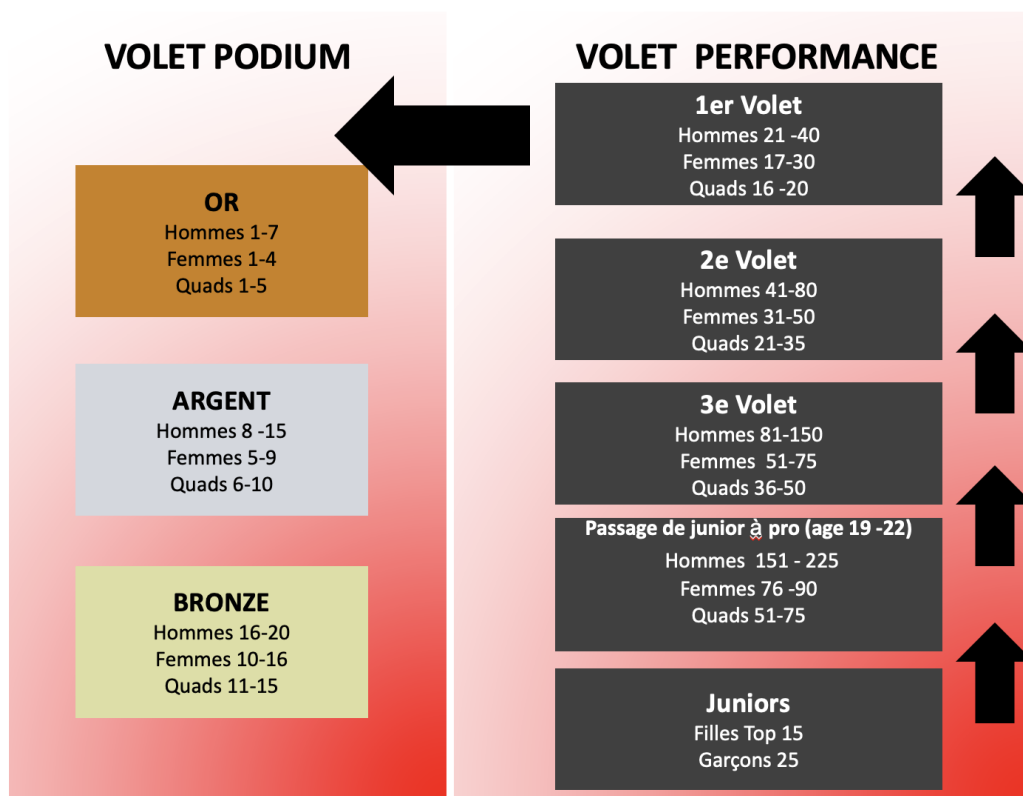 VOLET PODIUM
OR
Hommes 1-7
Femmes 1-4
Quads 1-5
ARGENT
Hommes 8 -15
Femmes 5-9
Quads 6-10
BRONZE
Hommes 16-20
Femmes 10-16
Quads 11-15
VOLET PERFORMANCE
1er Volet
Hommes 21 -40
Femmes 17-30
Quads 16 -20
2e Volet
Hommes 41-80
Femmes 31-50
Quads 21-35
3e Volet
Hommes 81-150
Femmes 51-75
Quads 36-50
Passage de junior à pro (age 19 -22)
Hommes 151 - 225
Femmes 76 -90
Quads 51-75
Juniors
Filles Top 15
Garçons 25